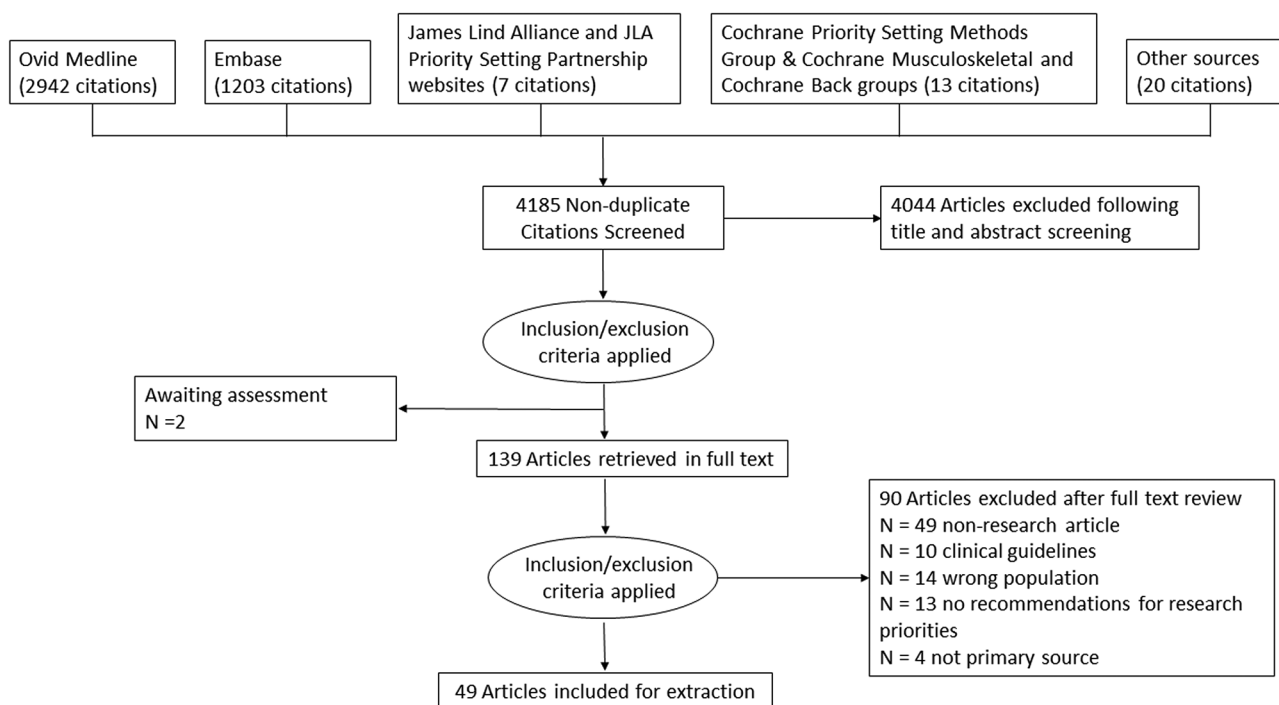 Ovid Medline
(2942 citations)
Embase
(1203 citations)
James Lind Alliance and JLA
Priority Setting Partnership
websites (7 citations)
Cochrane Priority Setting Methods
Group & Cochrane Musculoskeletal and
Cochrane Back groups (13 citations)
Other sources
(20 citations)
4185 Non-duplicate
Citations Screened
4044 Articles excluded following
title and abstract screening
Inclusion/exclusion
criteria applied
Awaiting assessment
N =2
139 Articles retrieved in full text
90 Articles excluded after full text review
N = 49 non-research article
N = 10 clinical guidelines
N = 14 wrong population
N = 13 no recommendations for research
priorities
N = 4 not primary source
Inclusion/exclusion
criteria applied
49 Articles included for extraction